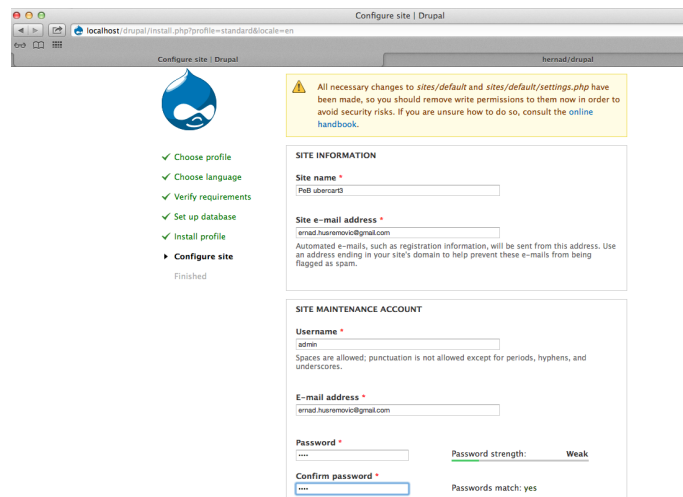 Configure site | Drupal
localhost/drupal/install.php?profile=standard&locale=en
Configure site | Drupal
hernad/drupal
All necessary changes to sites/default and sites/default/settings.php have
been made, so you should remove write permissions to them now in order to
avoid security risks. If you are unsure how to do so, consult the online
handbook.
Choose profile
Choose language
Verify requirements
Set up database
Install profile
Configure site
Finished
SITE INFORMATION
Site name *
PeB ubercart3
Site e-mail address *
ernad.husremovic@gmail.com
Automated e-mails, such as registration information, will be sent from this address. Use
an address ending in your site's domain to help prevent these e-mails from being
flagged as spam.
SITE MAINTENANCE ACCOUNT
Username *
admin
Spaces are allowed; punctuation is not allowed except for periods, hyphens, and
underscores.
E-mail address *
ernad.husremovic@gmail.com
Password *
••••
Password strength: Weak
Confirm password *
••••
Passwords match: yes